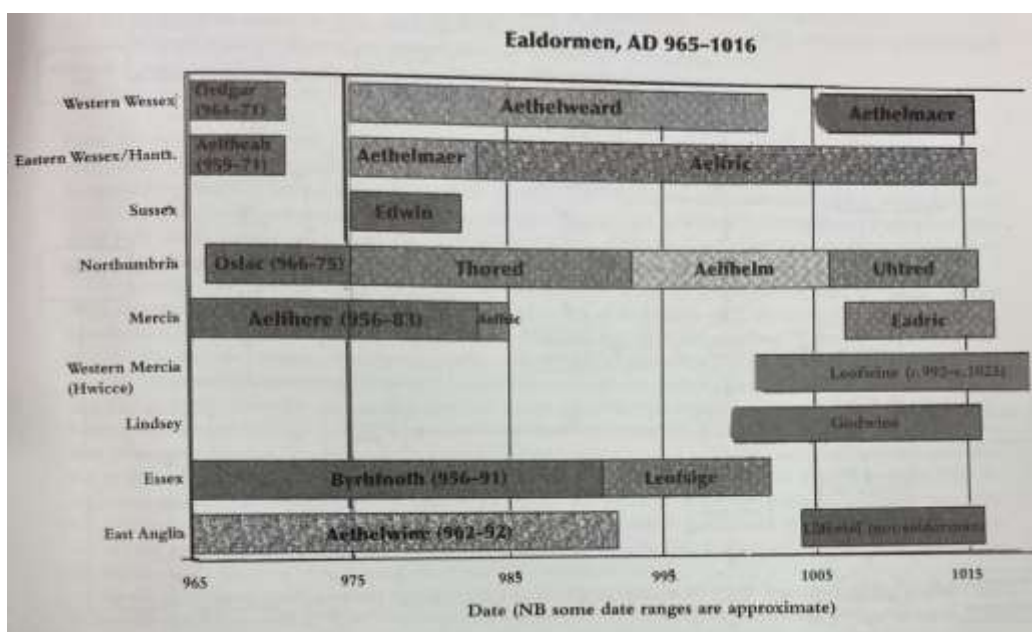 Ealdormen, AD 965–1016
Western Wessex
Ordgar
(964–71)
Aethelweard
Aethelmaer
Eastern Wessex/Hants.
Aelfheah
(959–71)
Aethelmaer
Aelfric
Sussex
Edwin
Northumbria
Oslac (966–75)
Thored
Aelfhelm
Uhtred
Mercia
Aelfhere (956–83)
Aelfric
Eadric
Western Mercia
(Hwicce)
Leofwine (c.992–c.1023)
Lindsey
Godwine
Essex
Byrhtnoth (956–91)
Leofsige
East Anglia
Aethelwine (962–92)
965
975
985
995
1005
1015
Date (NB some date ranges are approximate)